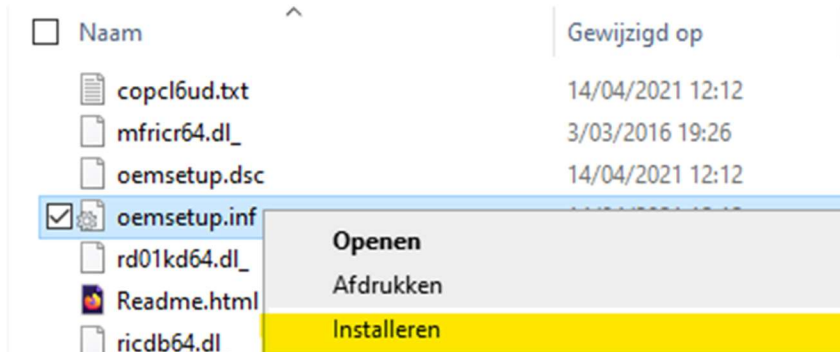 Naam Gewijzigd op
copcl6ud.txt 14/04/2021 12:12
mfricr64.dl_ 3/03/2016 19:26
oemsetup.dsc 14/04/2021 12:12
oemsetup.inf
Openen
rd01kd64.dl_
Afdrukken
Readme.html
Installeren
ricdb64.dl